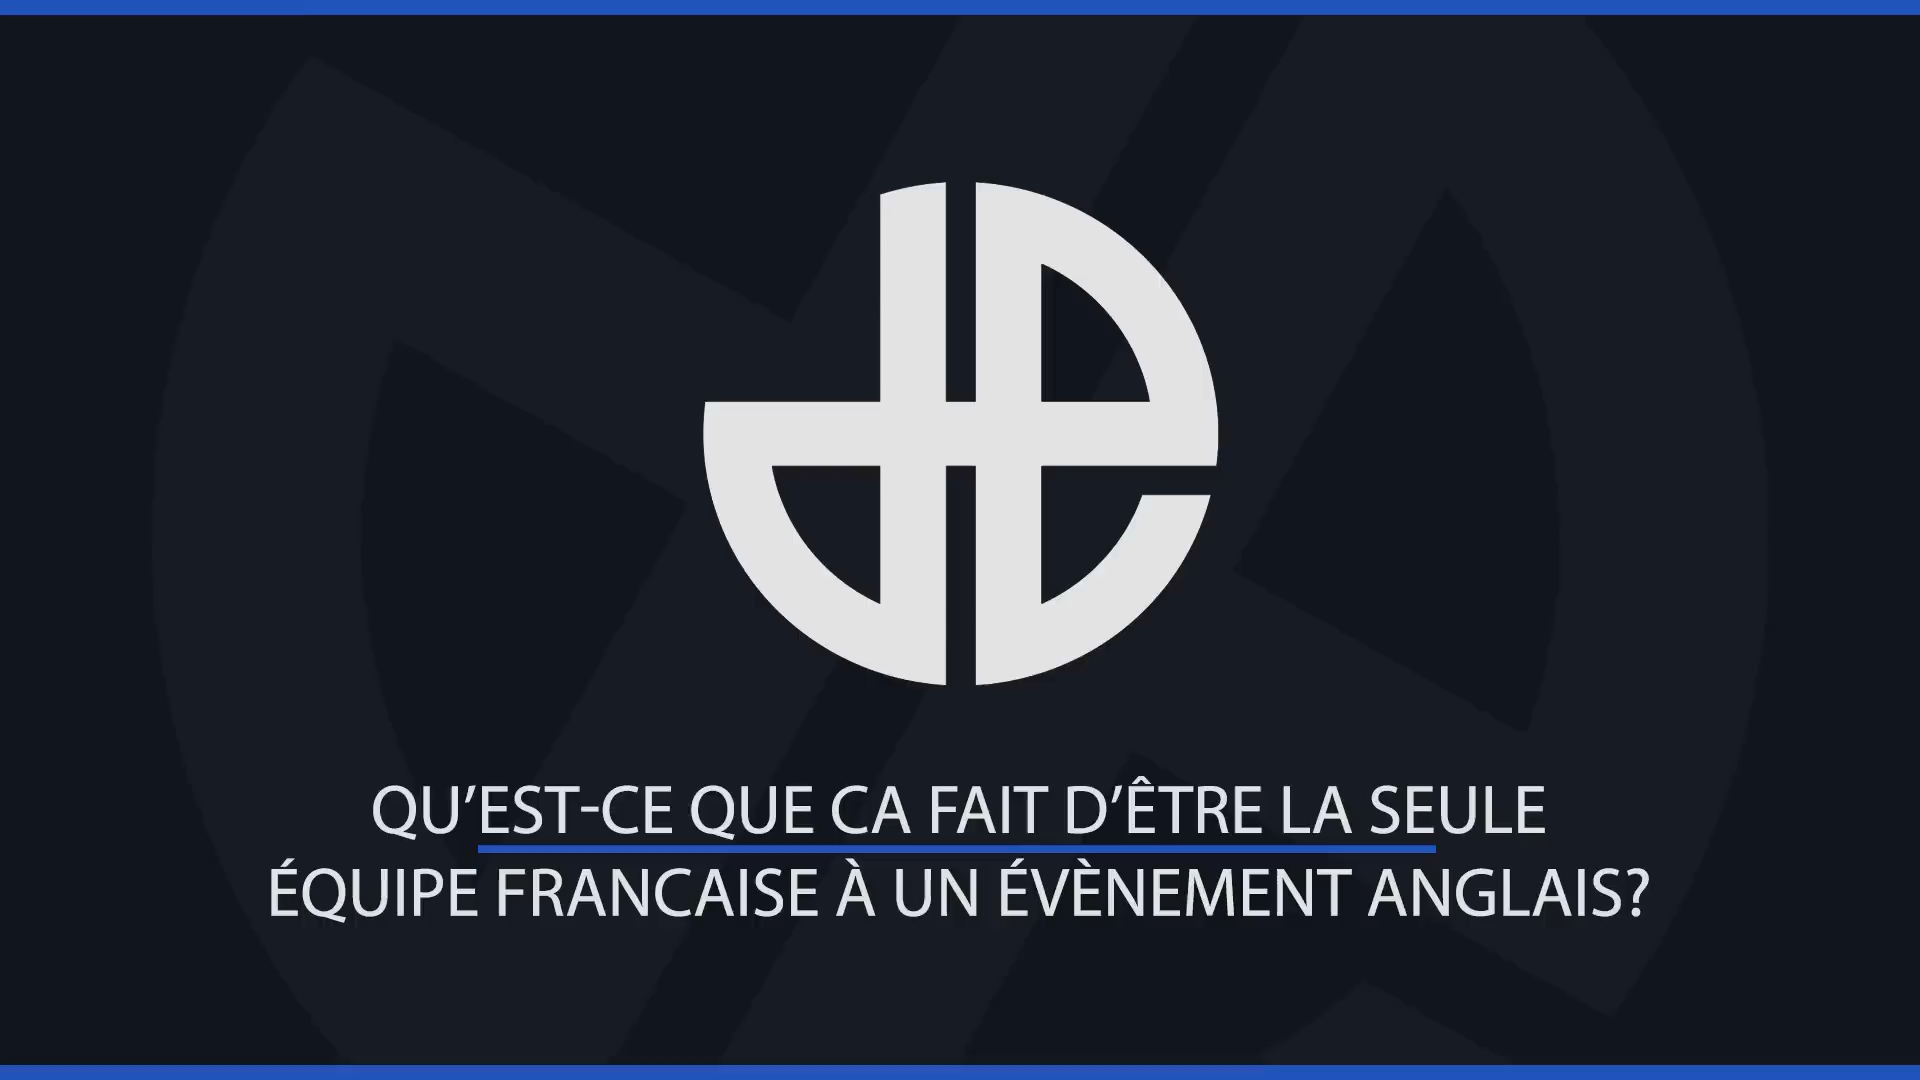 QU’EST-CE QUE CA FAIT D’ÊTRE LA SEULE
ÉQUIPE FRANCAISE À UN ÉVÈNEMENT ANGLAIS?